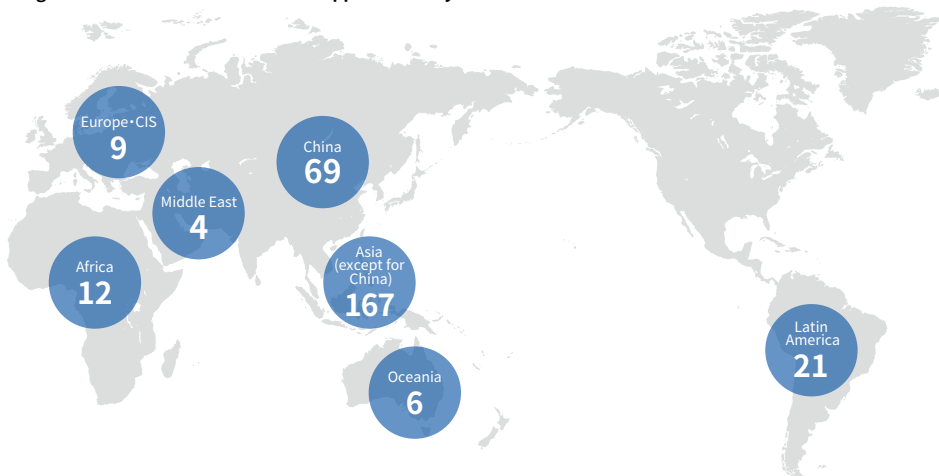 Europe・CIS
9
China
69
Middle East
4
Asia
(except for
China)
167
Africa
12
Latin
America
21
Oceania
6